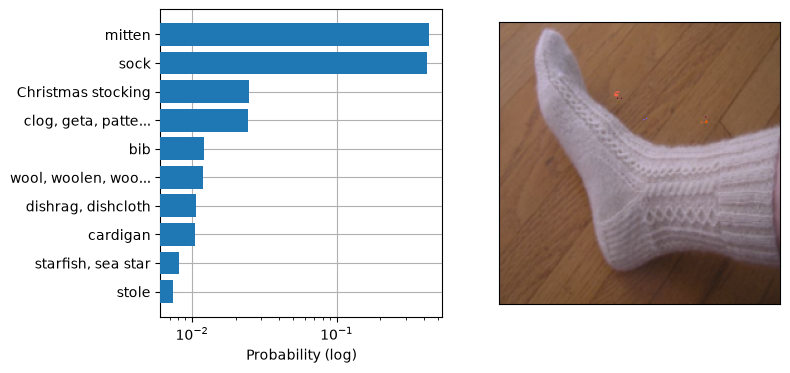 mitten
sock
Christmas stocking
clog, geta, patte...
bib
wool, woolen, woo...
dishrag, dishcloth
cardigan
starfish, sea star
stole
10⁻² 10⁻¹
Probability (log)